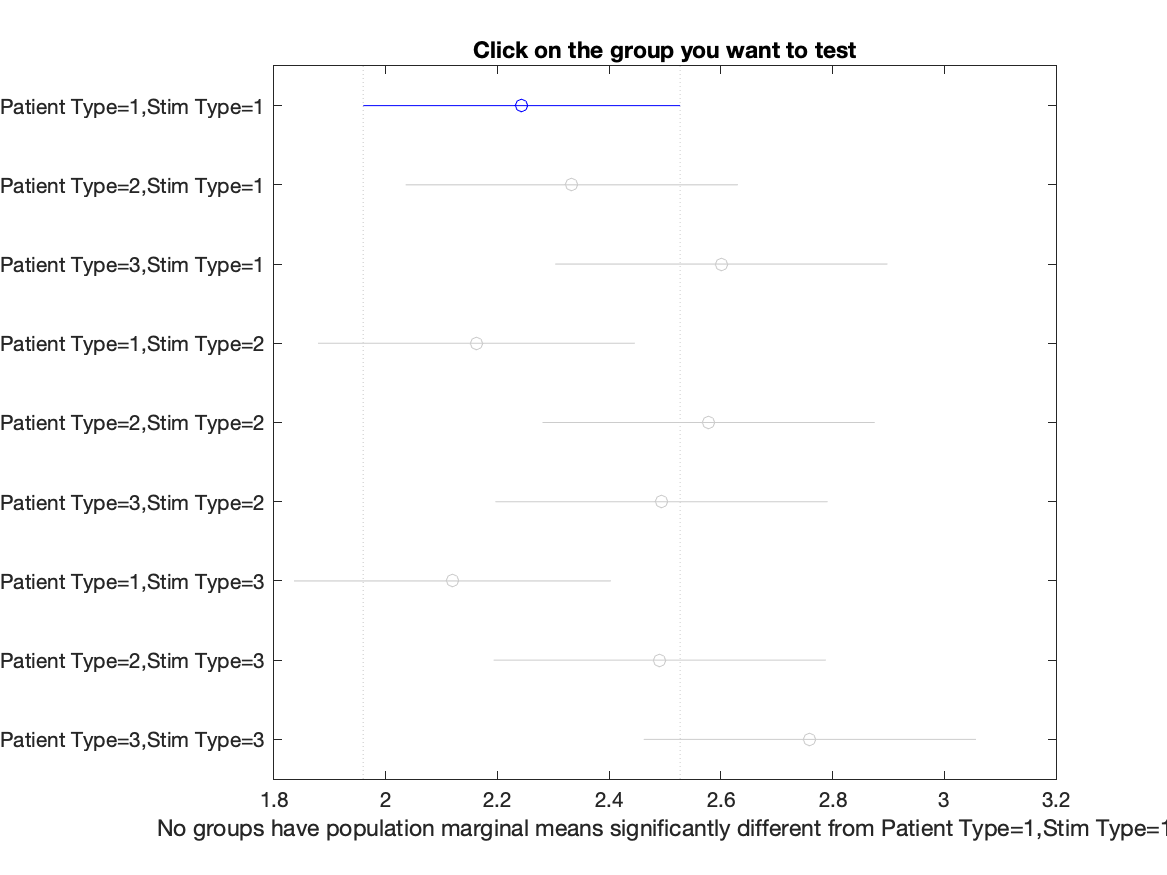 Click on the group you want to test
Patient Type=1,Stim Type=1
Patient Type=2,Stim Type=1
Patient Type=3,Stim Type=1
Patient Type=1,Stim Type=2
Patient Type=2,Stim Type=2
Patient Type=3,Stim Type=2
Patient Type=1,Stim Type=3
Patient Type=2,Stim Type=3
Patient Type=3,Stim Type=3
1.8 2 2.2 2.4 2.6 2.8 3 3.2
No groups have population marginal means significantly different from Patient Type=1,Stim Type=1